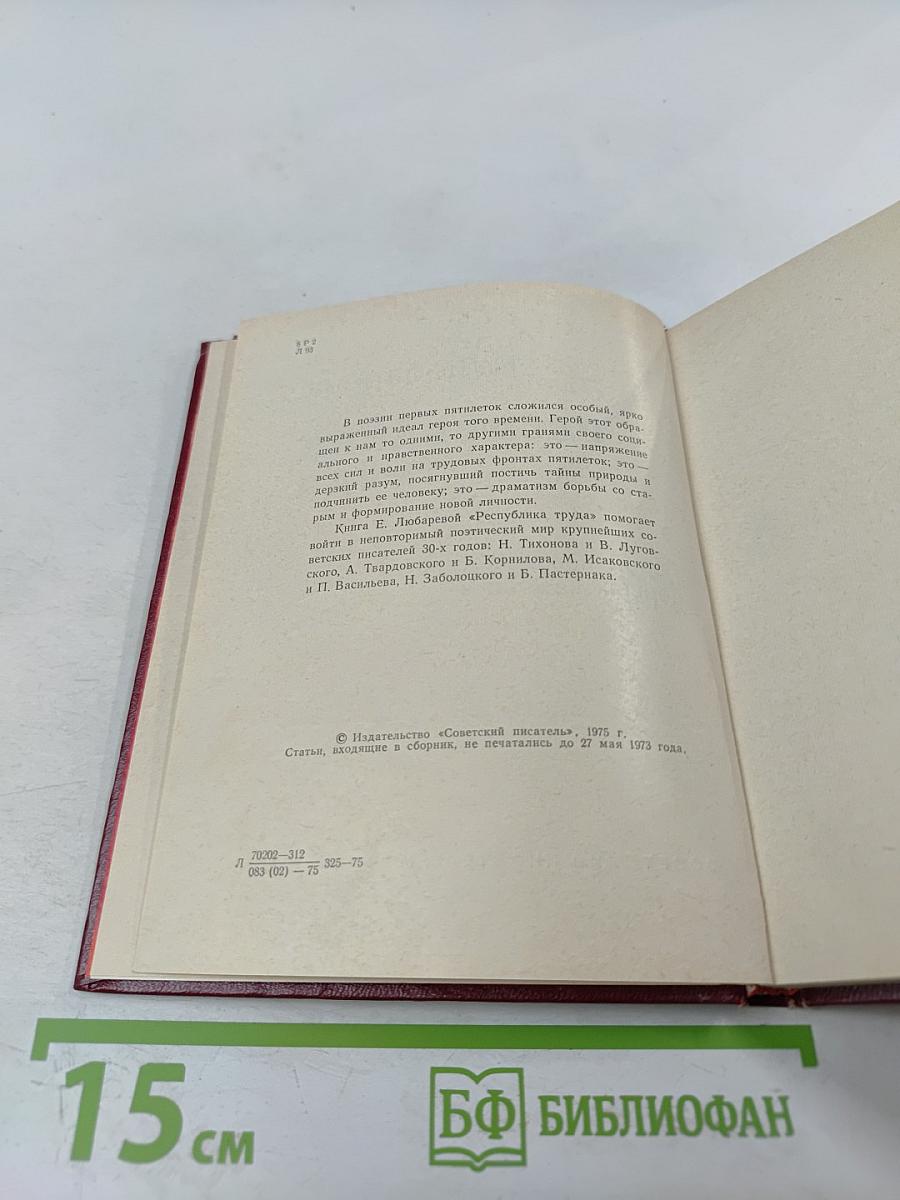 8 Р 2
Л 93
В поэзии первых пятилеток сложился особый, ярко
выраженный идеал героя того времени. Герой этот обра-
щен к нам то одними, то другими гранями своего соци-
ального и нравственного характера: это — напряжение
всех сил и воли на трудовых фронтах пятилеток; это —
дерзкий разум, посягнувший постичь тайны природы и
подчинить ее человеку; это — драматизм борьбы со ста-
рым и формирование новой личности.
Книга Е. Любаревой «Республика труда» помогает
войти в неповторимый поэтический мир крупнейших со-
ветских писателей 30-х годов: Н. Тихонова и В. Лугов-
ского, А. Твардовского и Б. Корнилова, М. Исаковского
и П. Васильева, Н. Заболоцкого и Б. Пастернака.
© Издательство «Советский писатель», 1975 г.
Статьи, входящие в сборник, не печатались до 27 мая 1973 года.
70202—312
Л 325—75
083 (02) — 75
15 см
БФ БИБЛИОФАН